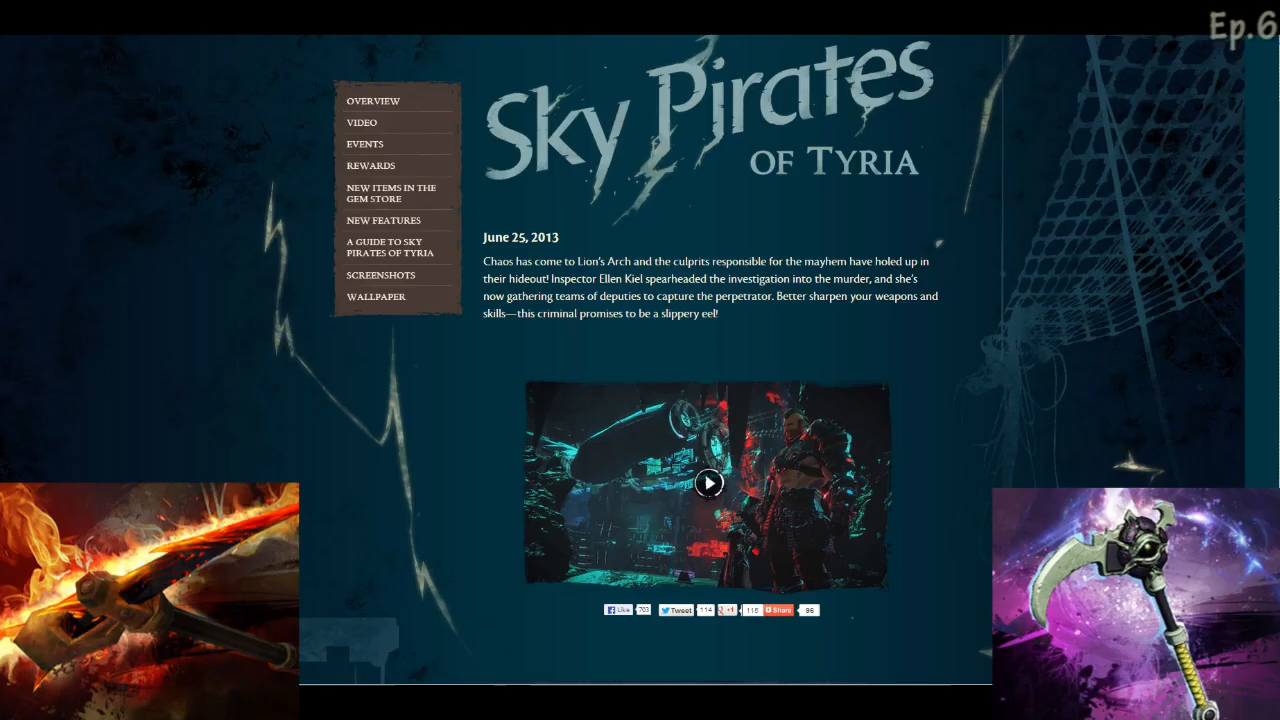 Ep.6
Sky Pirates
OF TYRIA
OVERVIEW
VIDEO
EVENTS
REWARDS
NEW ITEMS IN THE
GEM STORE
NEW FEATURES
A GUIDE TO SKY
PIRATES OF TYRIA
SCREENSHOTS
WALLPAPER
June 25, 2013
Chaos has come to Lion's Arch and the culprits responsible for the mayhem have holed up in
their hideout! Inspector Ellen Kiel spearheaded the investigation into the murder, and she's
now gathering teams of deputies to capture the perpetrator. Better sharpen your weapons and
skills—this criminal promises to be a slippery eel!
Like 703 Tweet 114 +1 116 Share 96